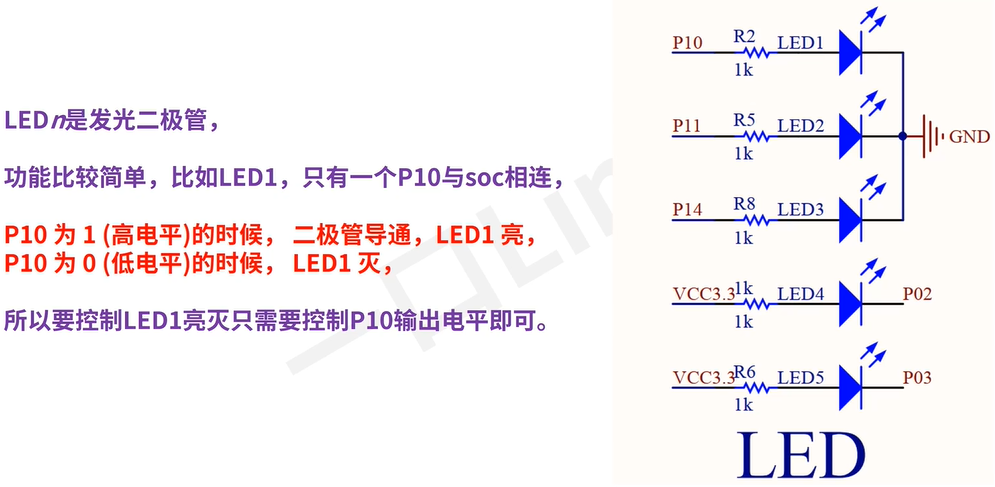 LEDn是发光二极管，
功能比较简单，比如LED1，只有一个P10与soc相连，
P10 为 1 (高电平)的时候， 二极管导通，LED1 亮，
P10 为 0 (低电平)的时候， LED1 灭，
所以要控制LED1亮灭只需要控制P10输出电平即可。
P10 R2 LED1
1k
P11 R5 LED2 GND
1k
P14 R8 LED3
1k
VCC3.3 1k LED4 P02
1k
VCC3.3 R6 LED5 P03
1k
LED
一口Lin